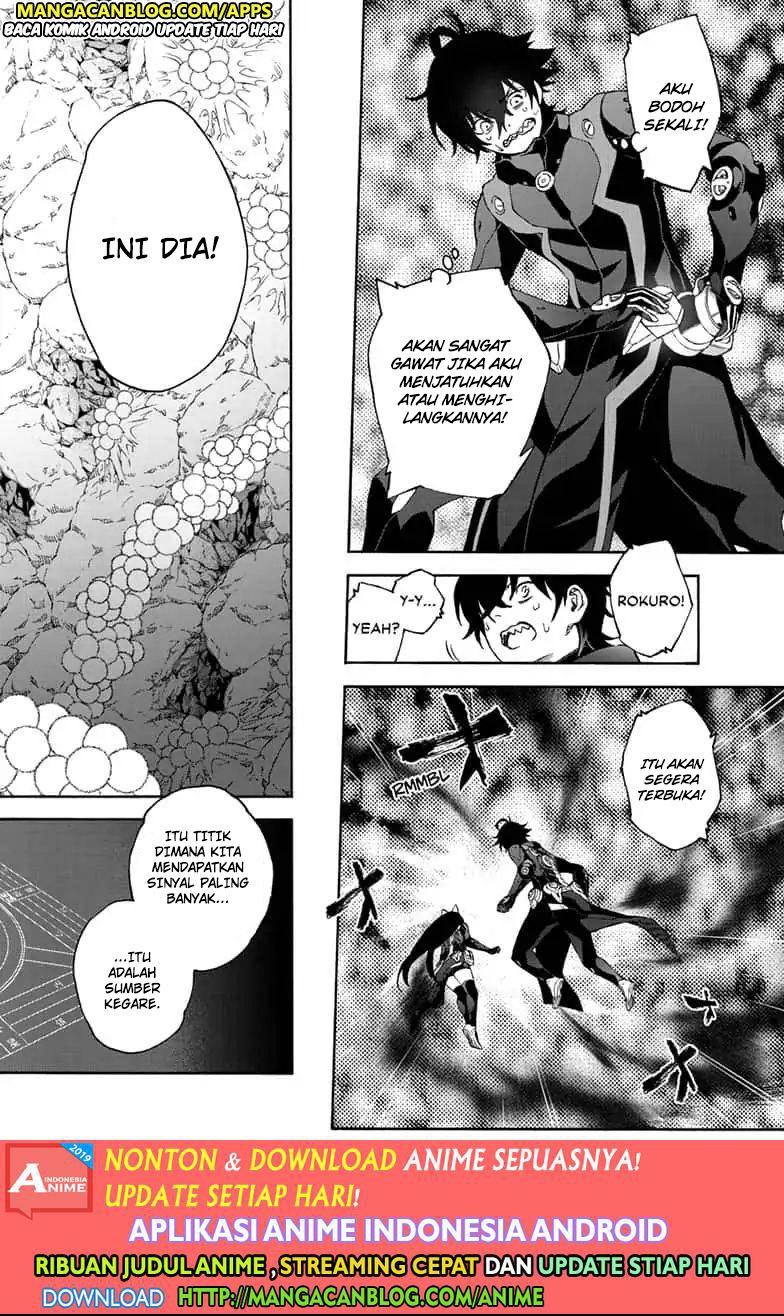 MANGACANBLOG.COM/APPS
BACA KOMIK ANDROID UPDATE TIAP HARI
AKU
BODOH
SEKALI!
AKAN SANGAT
GAWAT JIKA AKU
MENJATUHKAN
ATAU MENGHI-
LANGKANNYA!
ROKURO!
Y-Y...
YEAH?
ITU AKAN
SEGERA
TERBUKA!
RMMBL
INI DIA!
ITU TITIK
DIMANA KITA
MENDAPATKAN
SINYAL PALING
BANYAK...
...ITU
ADALAH
SUMBER
KEGARE.
2019
INDONESIA
ANIME
NONTON & DOWNLOAD ANIME SEPUASNYA!
UPDATE SETIAP HARI!
APLIKASI ANIME INDONESIA ANDROID
RIBUAN JUDUL ANIME , STREAMING CEPAT DAN UPDATE STIAP HARI
DOWNLOAD HTTP://MANGACANBLOG.COM/ANIME